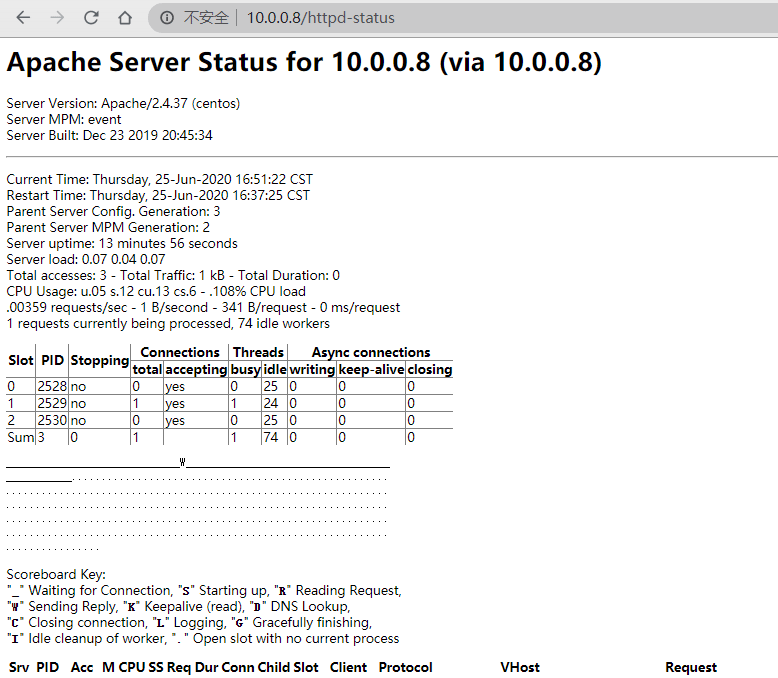 不安全 | 10.0.0.8/httpd-status
Apache Server Status for 10.0.0.8 (via 10.0.0.8)
Server Version: Apache/2.4.37 (centos)
Server MPM: event
Server Built: Dec 23 2019 20:45:34
Current Time: Thursday, 25-Jun-2020 16:51:22 CST
Restart Time: Thursday, 25-Jun-2020 16:37:25 CST
Parent Server Config. Generation: 3
Parent Server MPM Generation: 2
Server uptime: 13 minutes 56 seconds
Server load: 0.07 0.04 0.07
Total accesses: 3 - Total Traffic: 1 kB - Total Duration: 0
CPU Usage: u.05 s.12 cu.13 cs.6 - .108% CPU load
.00359 requests/sec - 1 B/second - 341 B/request - 0 ms/request
1 requests currently being processed, 74 idle workers
Slot PID Stopping Connections Threads Async connections
total accepting busy idle writing keep-alive closing
0 2528 no 0 yes 0 25 0 0 0
1 2529 no 1 yes 1 24 0 0 0
2 2530 no 0 yes 0 25 0 0 0
Sum 3 0 1 1 74 0 0 0
W
Scoreboard Key:
"_" Waiting for Connection, "S" Starting up, "R" Reading Request,
"W" Sending Reply, "K" Keepalive (read), "D" DNS Lookup,
"C" Closing connection, "L" Logging, "G" Gracefully finishing,
"I" Idle cleanup of worker, "." Open slot with no current process
Srv PID Acc M CPU SS Req Dur Conn Child Slot Client Protocol VHost Request